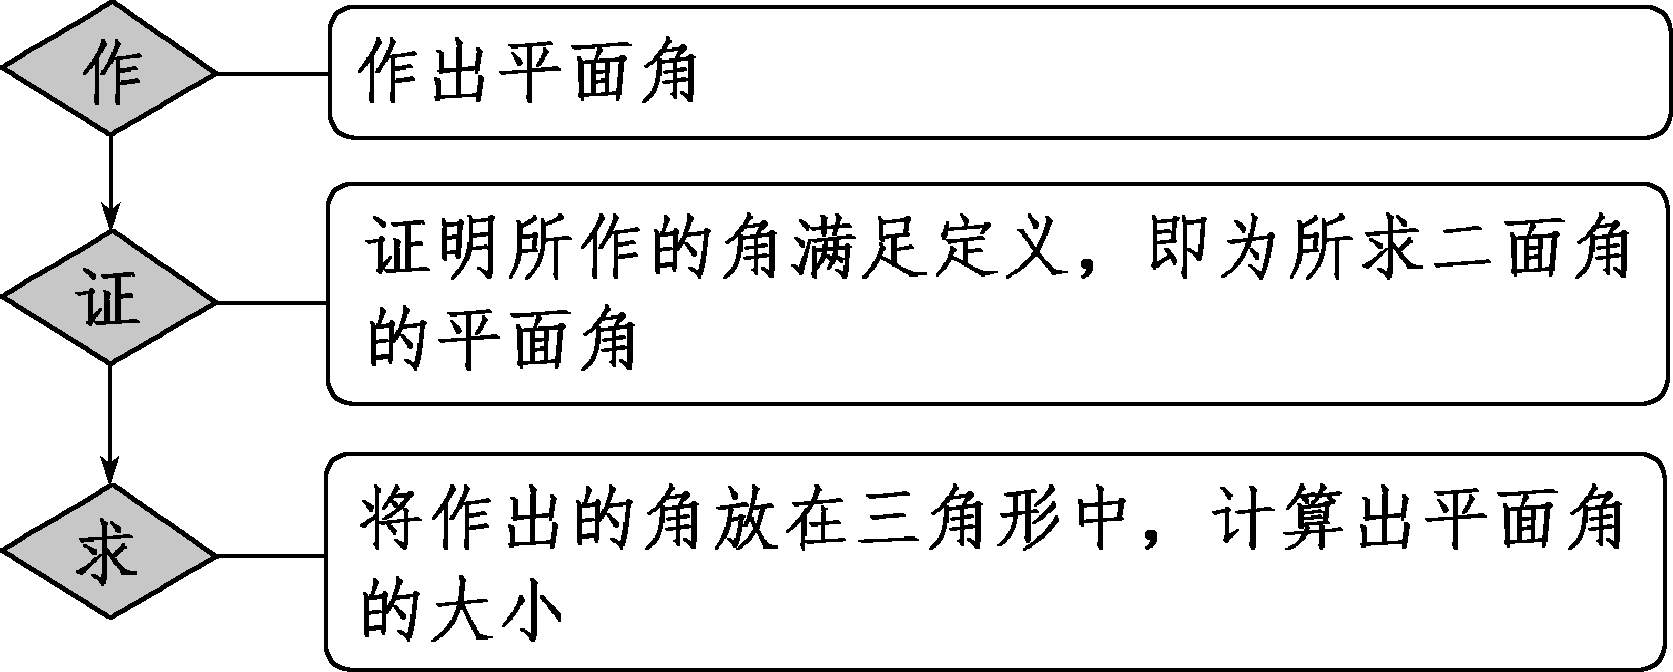 作
作出平面角
证
证明所作的角满足定义，即为所求二面角
的平面角
求
将作出的角放在三角形中，计算出平面角
的大小